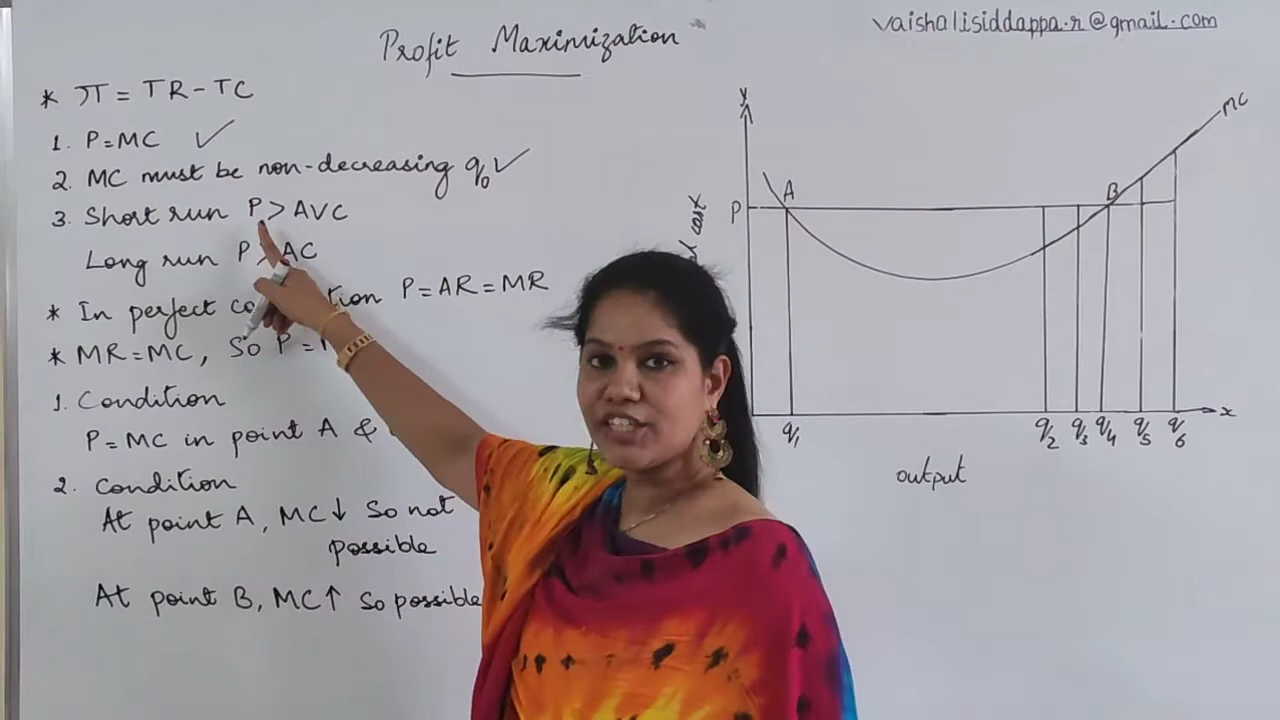 vaishalisiddappa.r@gmail.com
Profit Maximization
* π = TR - TC
1. P=MC ✓
2. MC must be non-decreasing q₀ ✓
3. Short run P > AVC
Long run P > AC
* In perfect P = AR = MR
* MR = MC, So P =
1. Condition
P = MC in point A &
2. Condition
At point A, MC↓ So not
possible
At point B, MC↑ So possible
y
MC
A
B
P
cost
x
q₁ q₂ q₃ q₄ q₅ q₆
output